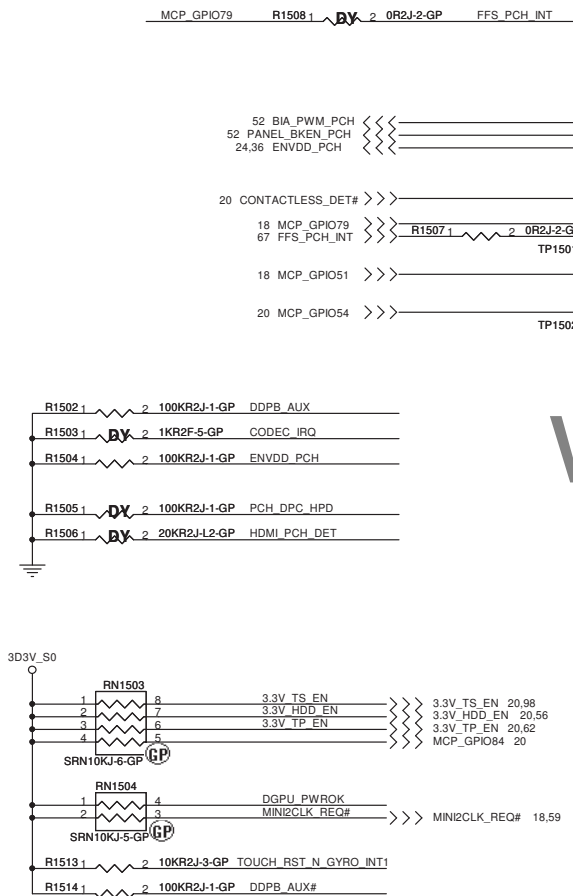 MCP_GPIO79 R1508 1 DY 2 0R2J-2-GP FFS_PCH_INT
52 BIA_PWM_PCH
52 PANEL_BKEN_PCH
24,36 ENVDD_PCH
20 CONTACTLESS_DET#
18 MCP_GPIO79
67 FFS_PCH_INT R1507 1 2 0R2J-2-G
TP1501
18 MCP_GPIO51
20 MCP_GPIO54
TP1502
R1502 1 2 100KR2J-1-GP DDPB_AUX
R1503 1 DY 2 1KR2F-5-GP CODEC_IRQ
R1504 1 2 100KR2J-1-GP ENVDD_PCH
R1505 1 DY 2 100KR2J-1-GP PCH_DPC_HPD
R1506 1 DY 2 20KR2J-L2-GP HDMI_PCH_DET
3D3V_S0
RN1503
1 8 3.3V_TS_EN 3.3V_TS_EN 20,98
2 7 3.3V_HDD_EN 3.3V_HDD_EN 20,56
3 6 3.3V_TP_EN 3.3V_TP_EN 20,62
4 5 MCP_GPIO84 20
SRN10KJ-6-GP GP
RN1504
1 4 DGPU_PWROK
2 3 MINI2CLK_REQ# MINI2CLK_REQ# 18,59
SRN10KJ-5-GP GP
R1513 1 2 10KR2J-3-GP TOUCH_RST_N_GYRO_INT1
R1514 1 2 100KR2J-1-GP DDPB_AUX#